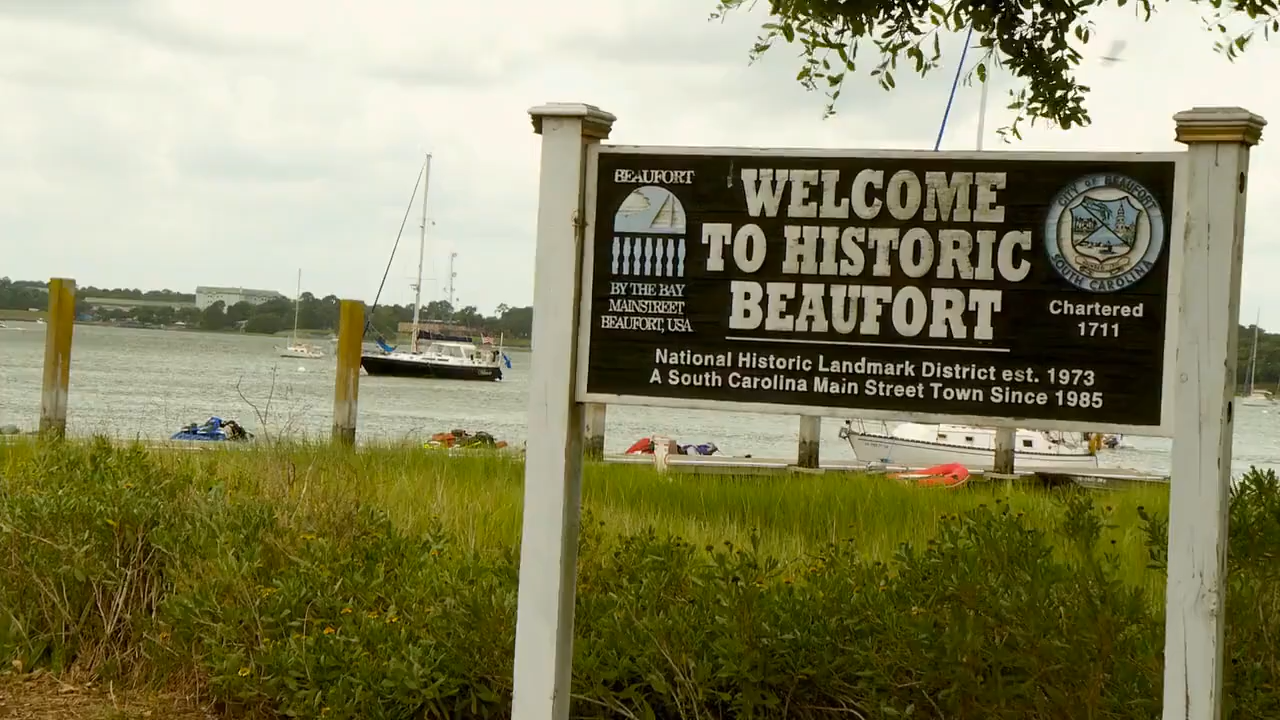 BEAUFORT
BY THE BAY
MAINSTREET
BEAUFORT, USA
WELCOME
TO HISTORIC
BEAUFORT
CITY OF BEAUFORT
SOUTH CAROLINA
Chartered
1711
National Historic Landmark District est. 1973
A South Carolina Main Street Town Since 1985